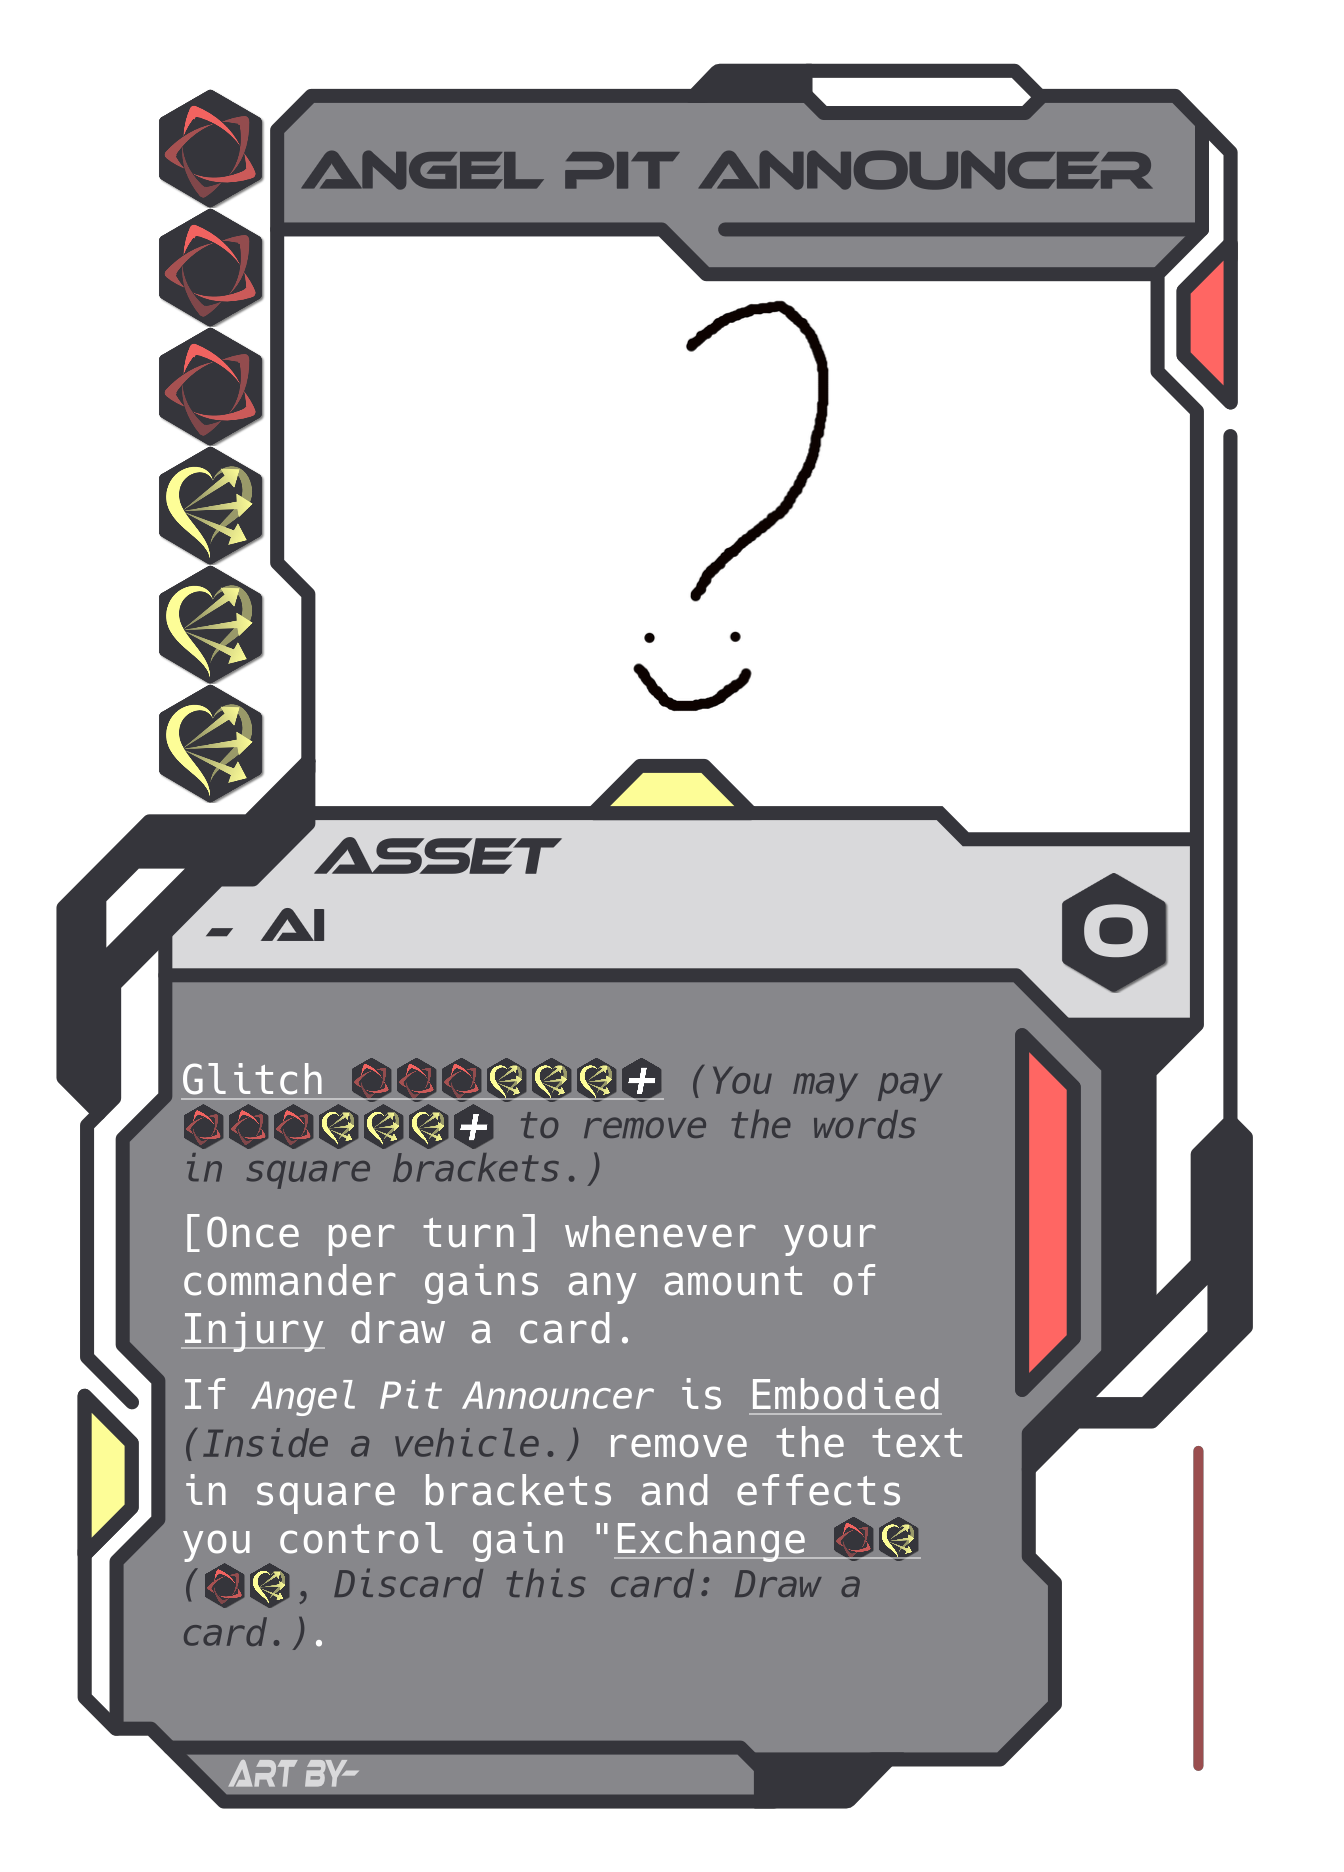 ANGEL PIT ANNOUNCER
ASSET
- AI
0
Glitch + (You may pay
+ to remove the words
in square brackets.)
[Once per turn] whenever your
commander gains any amount of
Injury draw a card.
If Angel Pit Announcer is Embodied
(Inside a vehicle.) remove the text
in square brackets and effects
you control gain "Exchange
(, Discard this card: Draw a
card.).
ART BY-